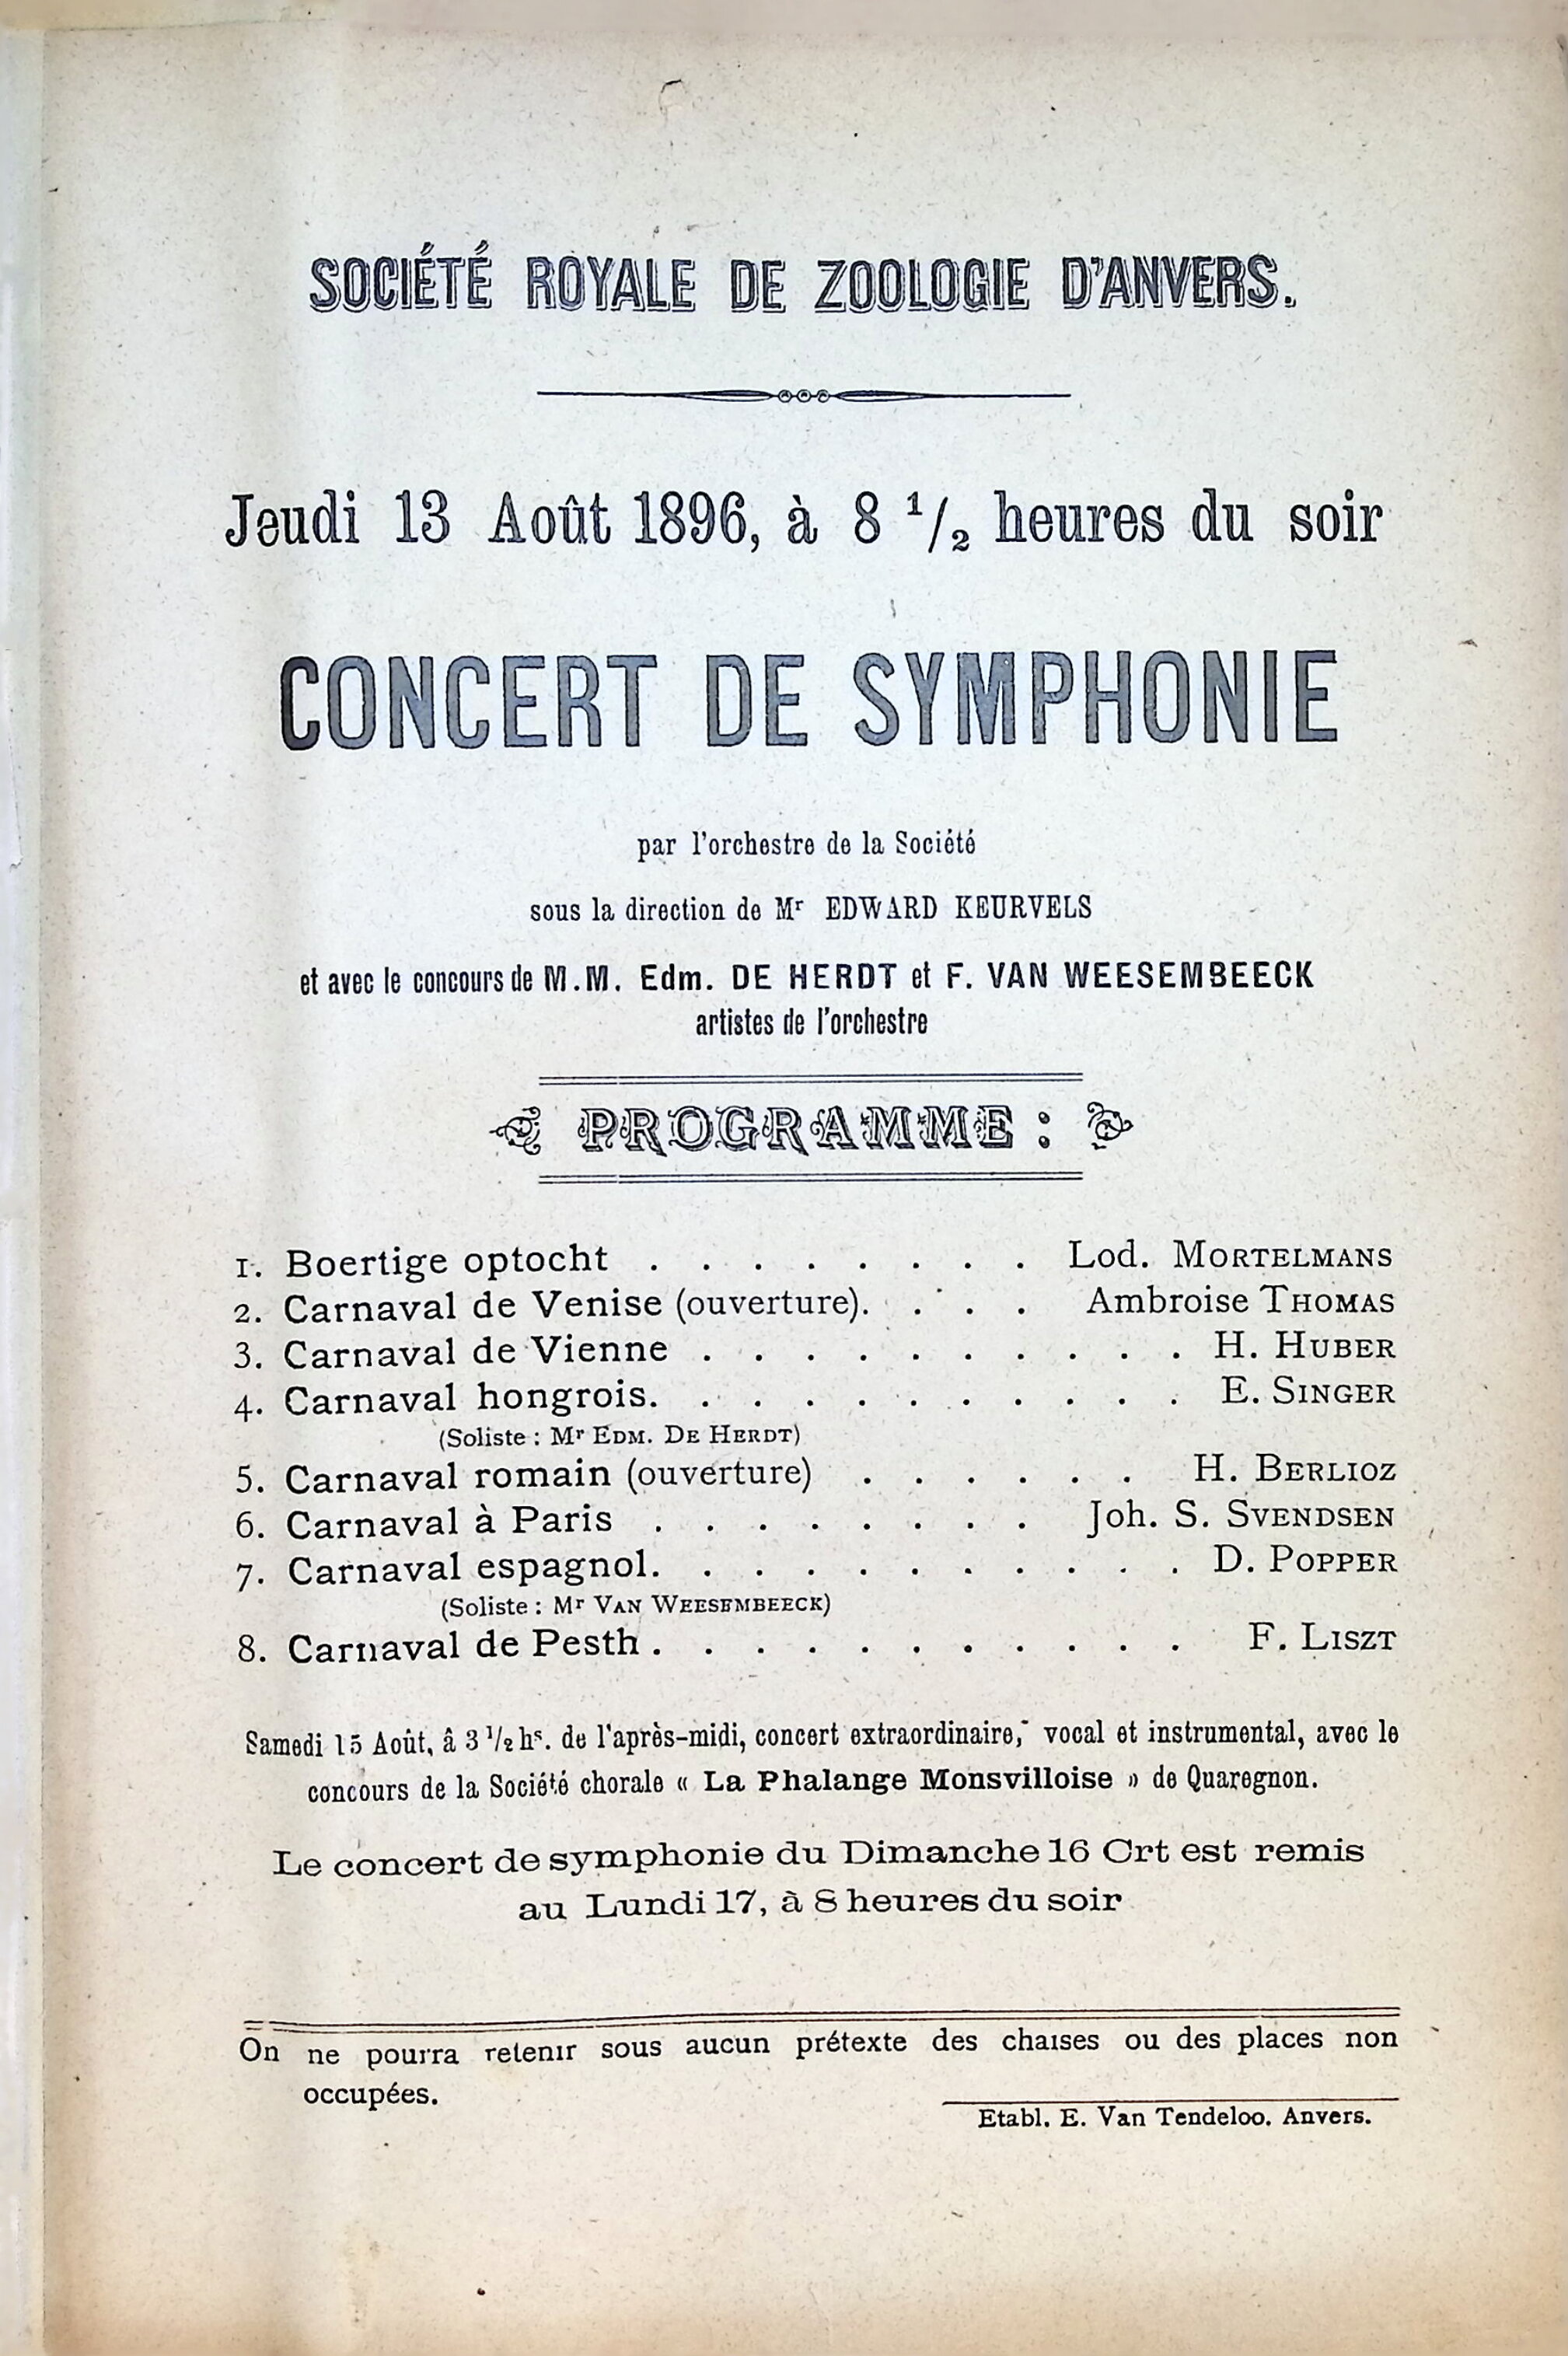 SOCIÉTÉ ROYALE DE ZOOLOGIE D'ANVERS.
Jeudi 13 Août 1896, à 8 1/2 heures du soir
CONCERT DE SYMPHONIE
par l'orchestre de la Société
sous la direction de Mr EDWARD KEURVELS
et avec le concours de M.M. Edm. DE HERDT et F. VAN WEESEMBEECK
artistes de l'orchestre
PROGRAMME:
1. Boertige optocht . . . . . . . . Lod. MORTELMANS
2. Carnaval de Venise (ouverture). . . . Ambroise THOMAS
3. Carnaval de Vienne . . . . . . . . . . H. HUBER
4. Carnaval hongrois. . . . . . . . . . . E. SINGER
(Soliste : Mr EDM. DE HERDT)
5. Carnaval romain (ouverture) . . . . . . H. BERLIOZ
6. Carnaval à Paris . . . . . . . . Joh. S. SVENDSEN
7. Carnaval espagnol. . . . . . . . . . . D. POPPER
(Soliste : Mr VAN WEESEMBEECK)
8. Carnaval de Pesth . . . . . . . . . . . F. LISZT
Samedi 15 Août, â 3 1/2 hs. de l'après-midi, concert extraordinaire, vocal et instrumental, avec le
concours de la Société chorale « La Phalange Monsvilloise » de Quaregnon.
Le concert de symphonie du Dimanche 16 Crt est remis
au Lundi 17, à 8 heures du soir
On ne pourra retenir sous aucun prétexte des chaises ou des places non
occupées.
Etabl. E. Van Tendeloo. Anvers.